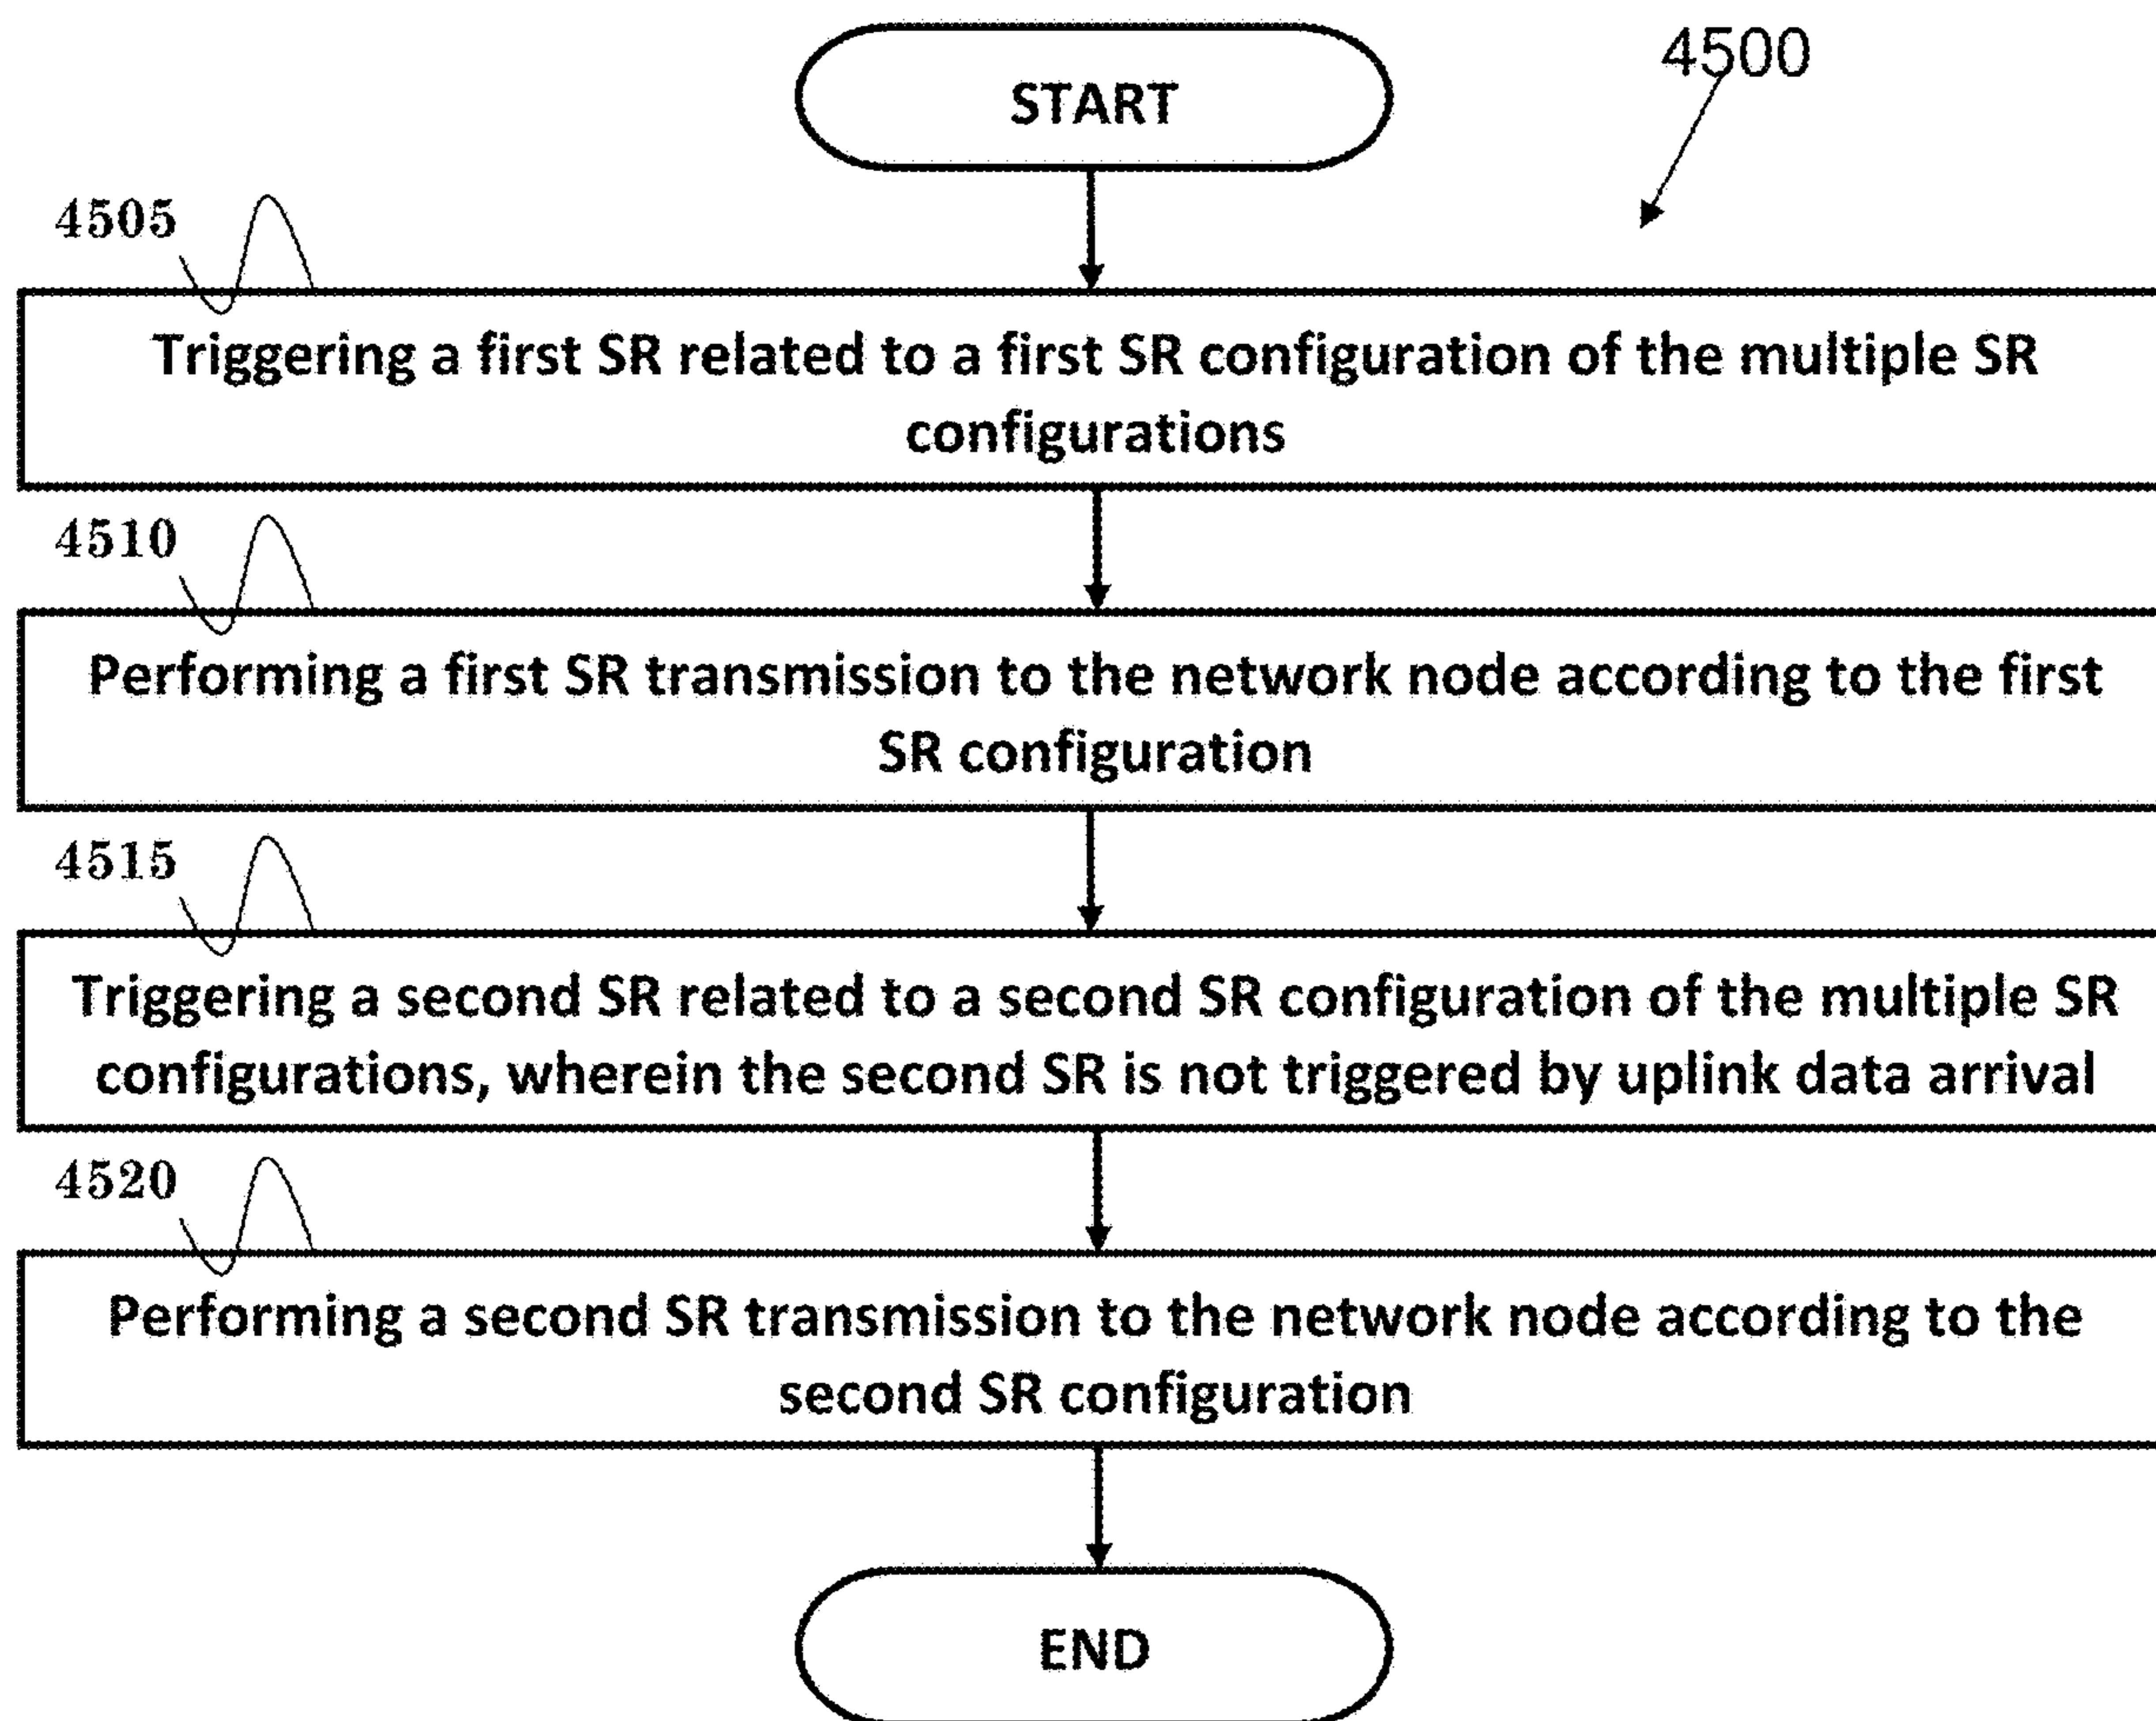 START
4500
4505
Triggering a first SR related to a first SR configuration of the multiple SR
configurations
4510
Performing a first SR transmission to the network node according to the first
SR configuration
4515
Triggering a second SR related to a second SR configuration of the multiple SR
configurations, wherein the second SR is not triggered by uplink data arrival
4520
Performing a second SR transmission to the network node according to the
second SR configuration
END